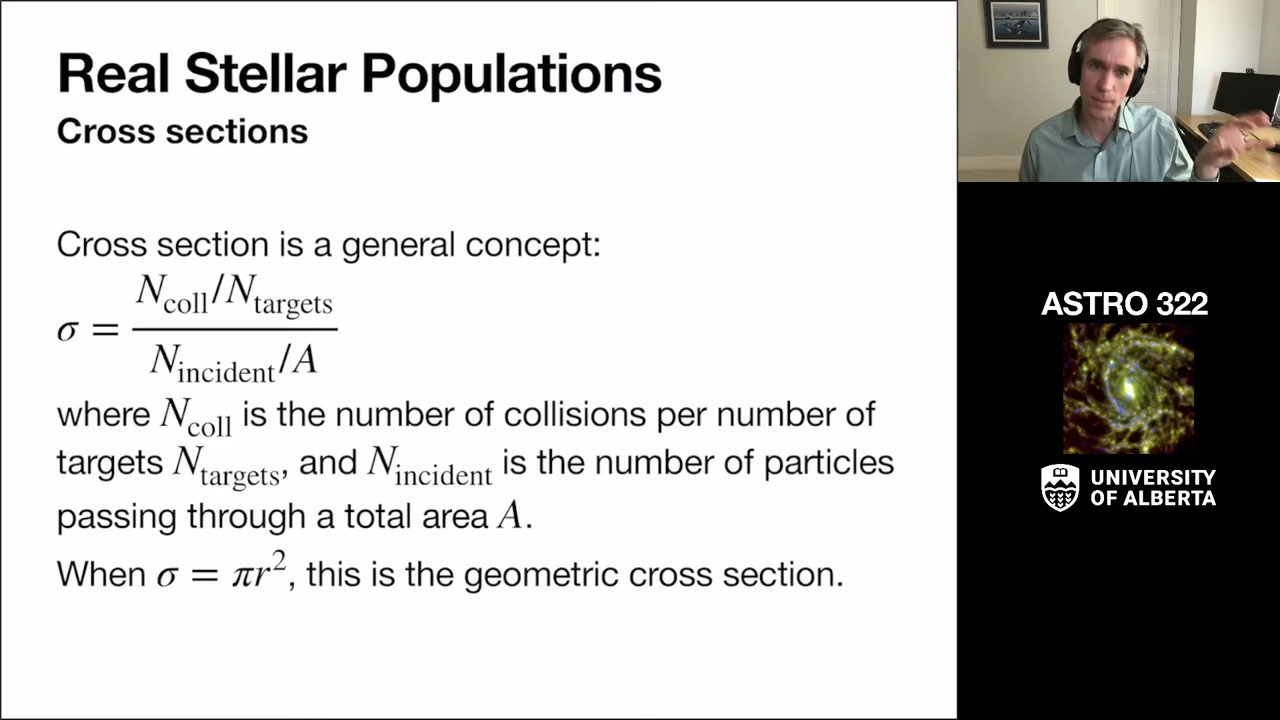 Real Stellar Populations
Cross sections
Cross section is a general concept:
σ = (N_coll/N_targets) / (N_incident/A)
where N_coll is the number of collisions per number of
targets N_targets, and N_incident is the number of particles
passing through a total area A.
When σ = πr², this is the geometric cross section.
ASTRO 322
UNIVERSITY
OF ALBERTA